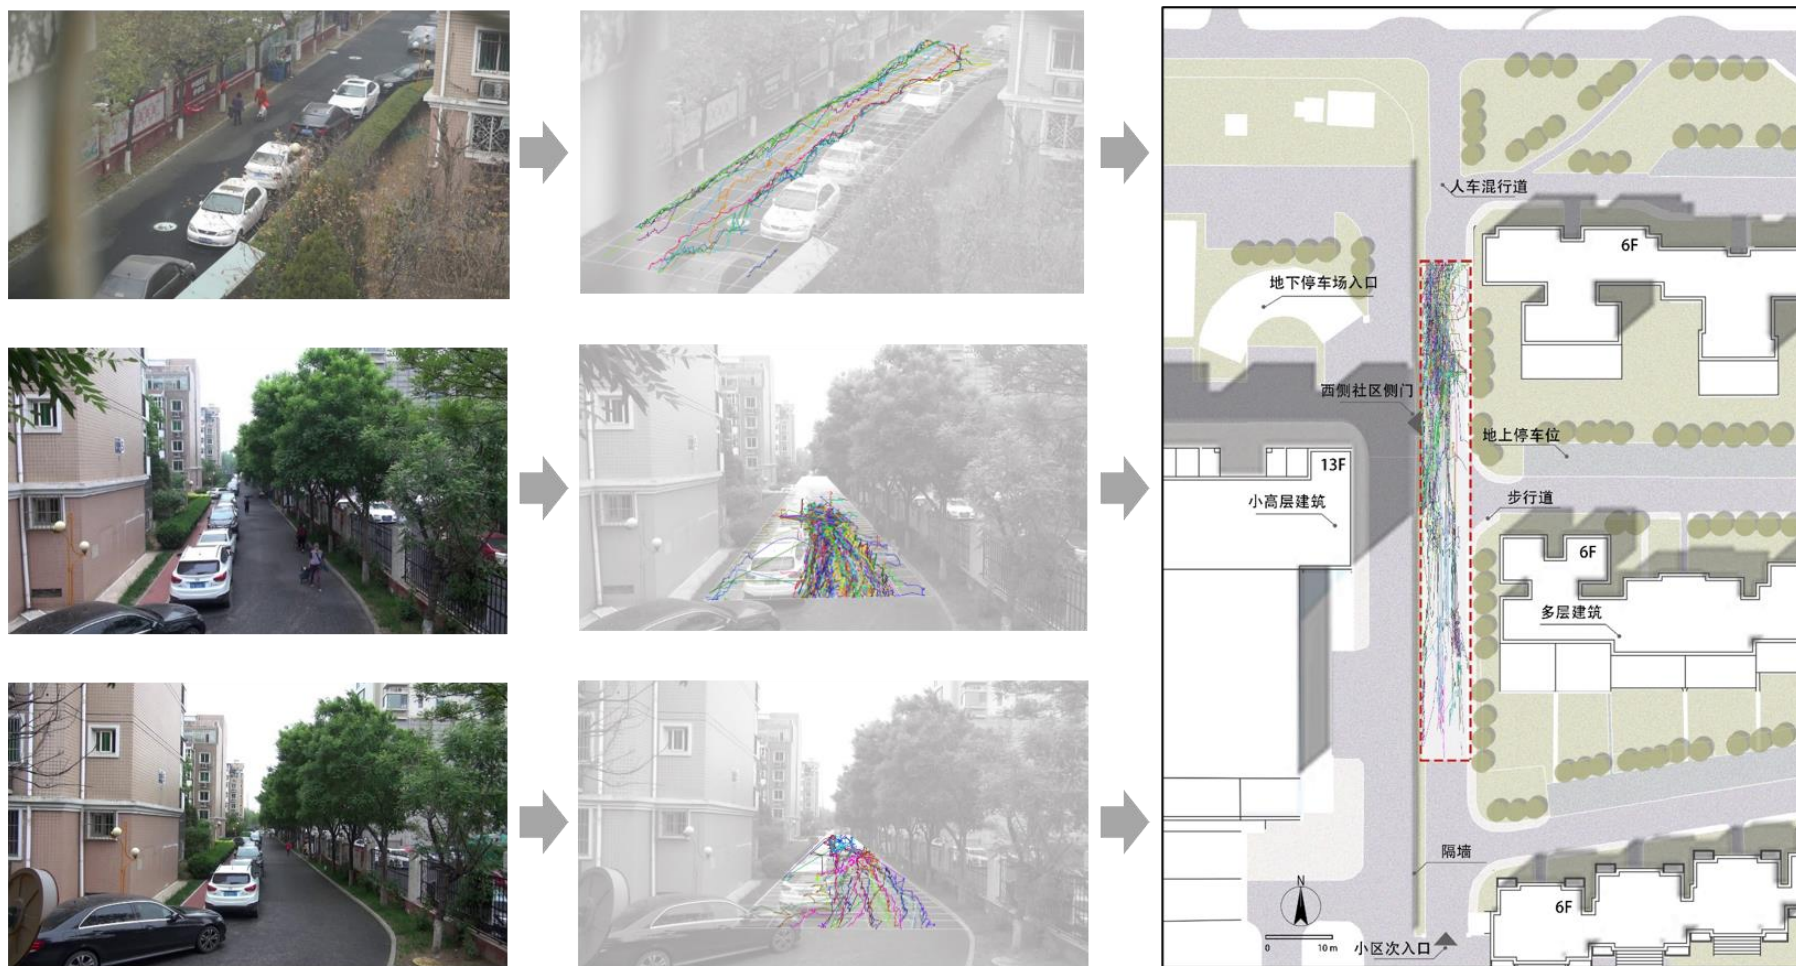 人车混行道
6F
地下停车场入口
西侧社区侧门
地上停车位
13F
小高层建筑
步行道
6F
多层建筑
隔墙
N
6F
0 10 m
小区次入口